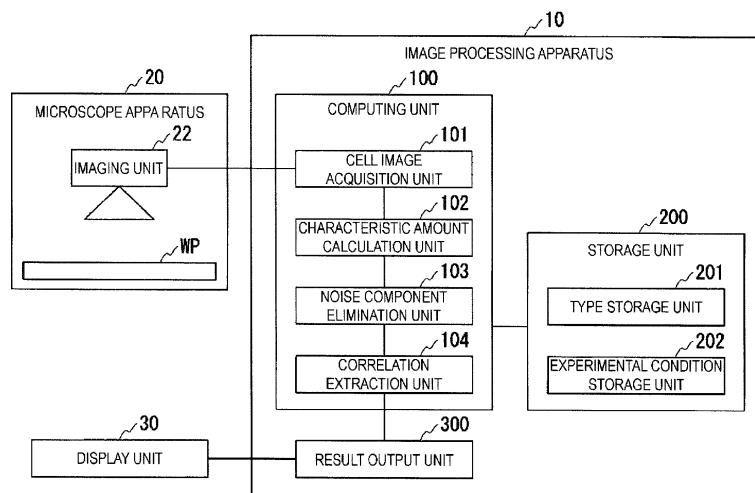 10
IMAGE PROCESSING APPARATUS
20
MICROSCOPE APPARATUS
22
IMAGING UNIT
WP
100
COMPUTING UNIT
101
CELL IMAGE
ACQUISITION UNIT
102
CHARACTERISTIC AMOUNT
CALCULATION UNIT
103
NOISE COMPONENT
ELIMINATION UNIT
104
CORRELATION
EXTRACTION UNIT
200
STORAGE UNIT
201
TYPE STORAGE UNIT
202
EXPERIMENTAL CONDITION
STORAGE UNIT
30
DISPLAY UNIT
300
RESULT OUTPUT UNIT